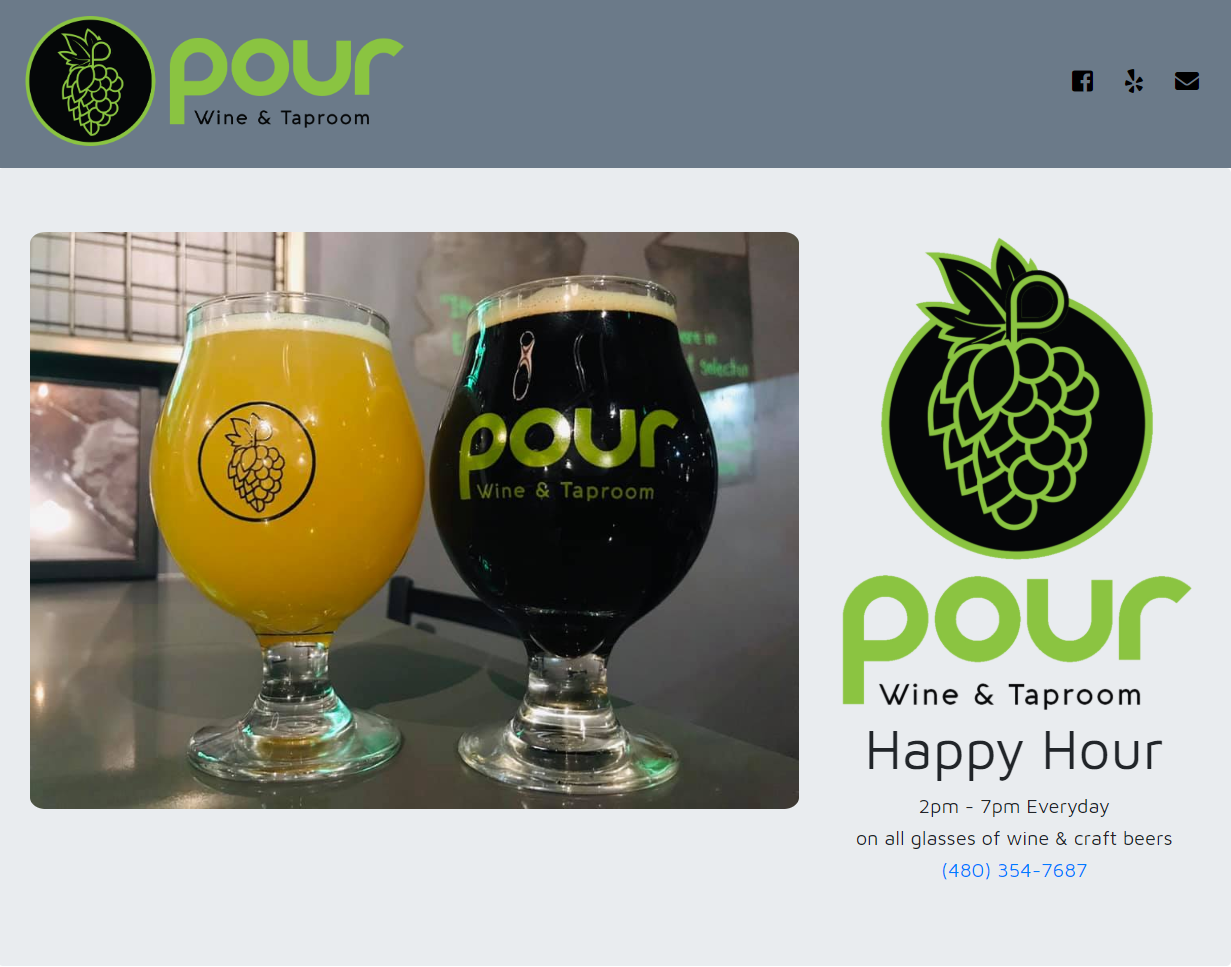 pour
Wine & Taproom
pour
Wine & Taproom
pour
Wine & Taproom
Happy Hour
2pm - 7pm Everyday
on all glasses of wine & craft beers
(480) 354-7687